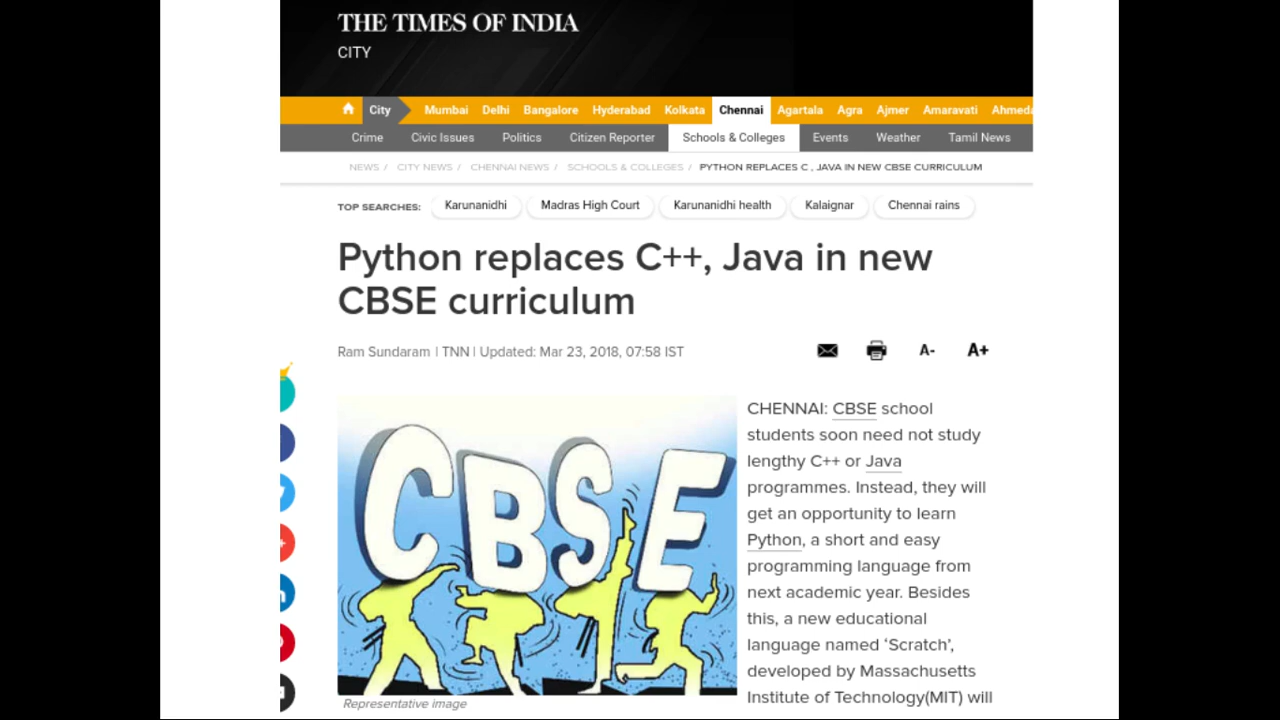 THE TIMES OF INDIA
CITY
City Mumbai Delhi Bangalore Hyderabad Kolkata Chennai Agartala Agra Ajmer Amaravati Ahmeda
Crime Civic Issues Politics Citizen Reporter Schools & Colleges Events Weather Tamil News
NEWS / CITY NEWS / CHENNAI NEWS / SCHOOLS & COLLEGES / PYTHON REPLACES C , JAVA IN NEW CBSE CURRICULUM
TOP SEARCHES: Karunanidhi Madras High Court Karunanidhi health Kalaignar Chennai rains
Python replaces C++, Java in new
CBSE curriculum
Ram Sundaram | TNN | Updated: Mar 23, 2018, 07:58 IST A- A+
CBSE
Representative image
CHENNAI: CBSE school
students soon need not study
lengthy C++ or Java
programmes. Instead, they will
get an opportunity to learn
Python, a short and easy
programming language from
next academic year. Besides
this, a new educational
language named ‘Scratch’,
developed by Massachusetts
Institute of Technology(MIT) will